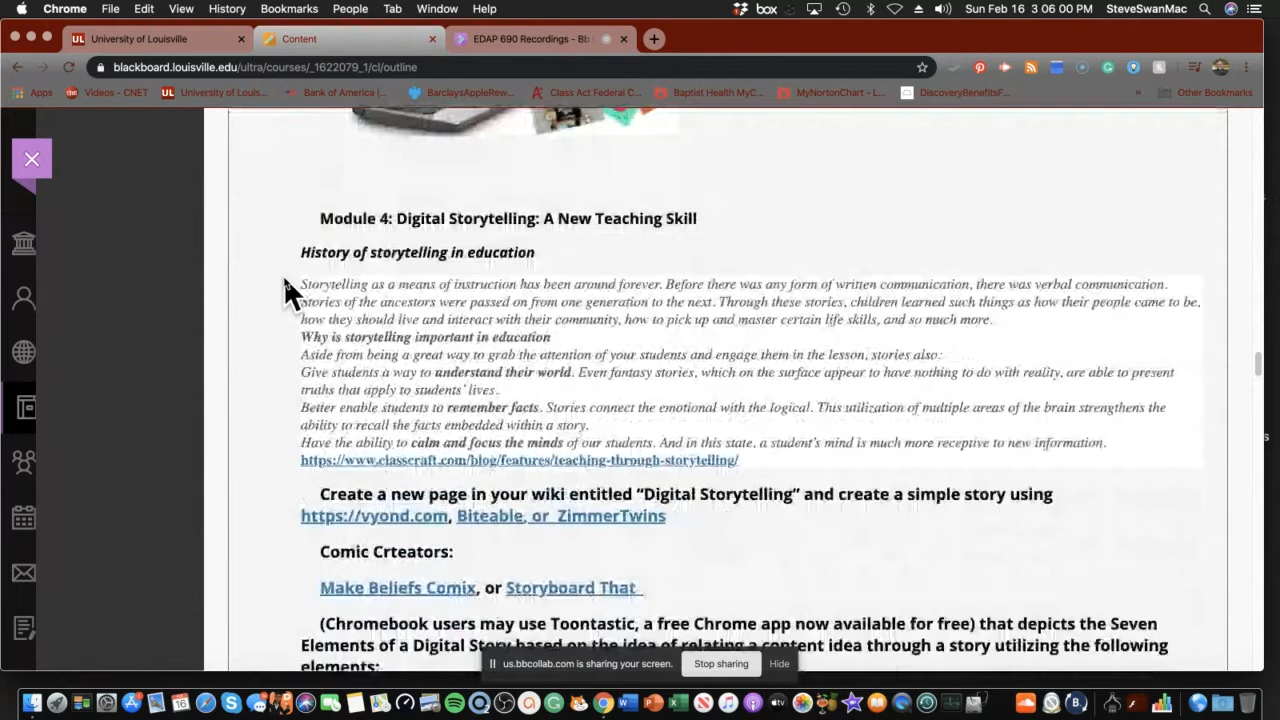 Chrome File Edit View History Bookmarks People Tab Window Help box Sun Feb 16 3 06 00 PM SteveSwanMac
UL University of Louisville Content EDAP 690 Recordings - Bb
blackboard.louisville.edu/ultra/courses/_1622079_1/cl/outline
Apps Videos - CNET UL University of Louis... Bank of America |... BarclaysAppleRew... Class Act Federal C... Baptist Health MyC... MyNortonChart - L... DiscoveryBenefitsF... » Other Bookmarks
Module 4: Digital Storytelling: A New Teaching Skill
History of storytelling in education
Storytelling as a means of instruction has been around forever. Before there was any form of written communication, there was verbal communication.
Stories of the ancestors were passed on from one generation to the next. Through these stories, children learned such things as how their people came to be,
how they should live and interact with their community, how to pick up and master certain life skills, and so much more.
Why is storytelling important in education
Aside from being a great way to grab the attention of your students and engage them in the lesson, stories also:
Give students a way to understand their world. Even fantasy stories, which on the surface appear to have nothing to do with reality, are able to present
truths that apply to students' lives.
Better enable students to remember facts. Stories connect the emotional with the logical. This utilization of multiple areas of the brain strengthens the
ability to recall the facts embedded within a story.
Have the ability to calm and focus the minds of our students. And in this state, a student's mind is much more receptive to new information.
https://www.classcraft.com/blog/features/teaching-through-storytelling/
Create a new page in your wiki entitled “Digital Storytelling” and create a simple story using
https://vyond.com, Biteable, or ZimmerTwins
Comic Crteators:
Make Beliefs Comix, or Storyboard That
(Chromebook users may use Toontastic, a free Chrome app now available for free) that depicts the Seven
Elements of a Digital Story based on the idea of relating a content idea through a story utilizing the following
elements:
us.bbcollab.com is sharing your screen. Stop sharing Hide